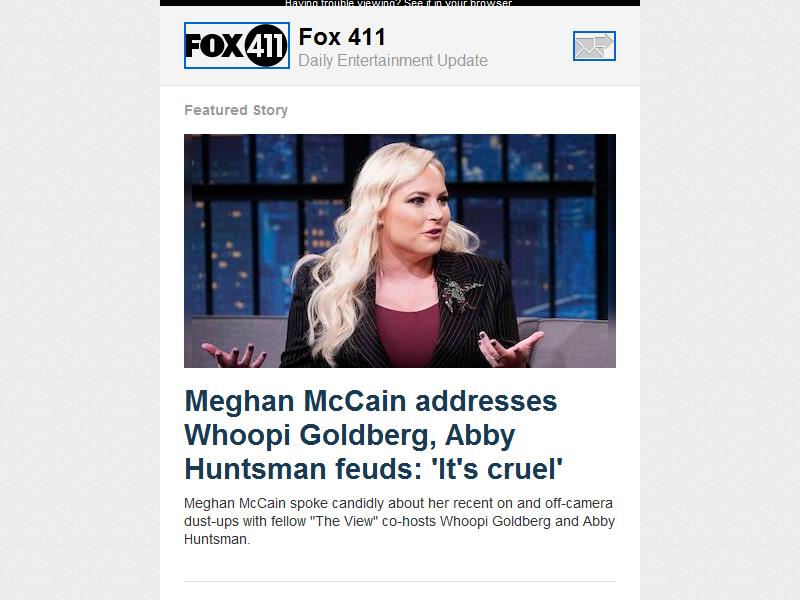 Having trouble viewing? See it in your browser
FOX 411
Fox 411
Daily Entertainment Update
Featured Story
Meghan McCain addresses
Whoopi Goldberg, Abby
Huntsman feuds: 'It's cruel'
Meghan McCain spoke candidly about her recent on and off-camera
dust-ups with fellow "The View" co-hosts Whoopi Goldberg and Abby
Huntsman.